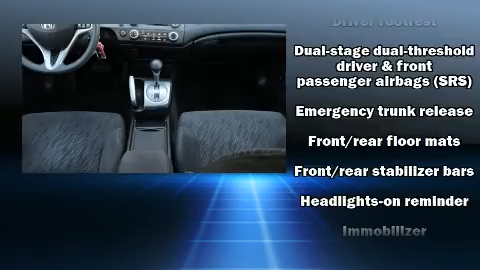 Driver footrest
Dual-stage dual-threshold
driver & front
passenger airbags (SRS)
Emergency trunk release
Front/rear floor mats
Front/rear stabilizer bars
Headlights-on reminder
Immobilizer